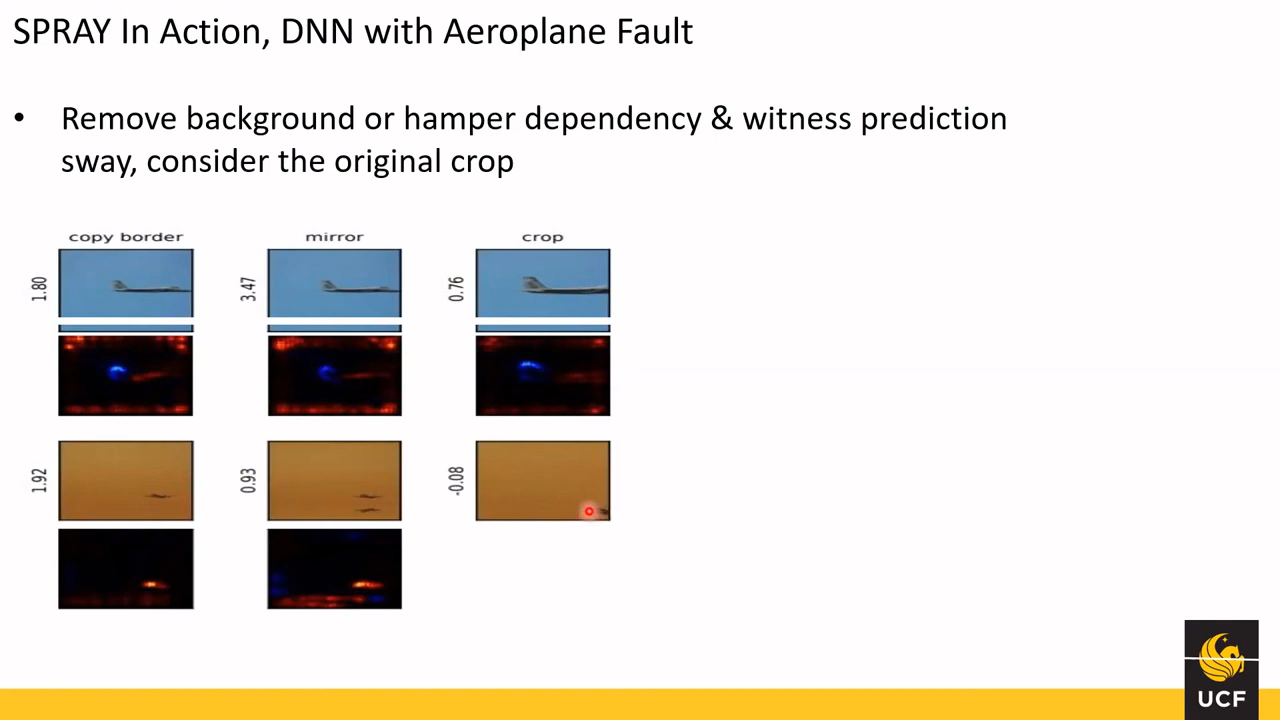 SPRAY In Action, DNN with Aeroplane Fault
• Remove background or hamper dependency & witness prediction
sway, consider the original crop
copy border mirror crop
1.80 3.47 0.76
1.92 0.93 -0.08
UCF